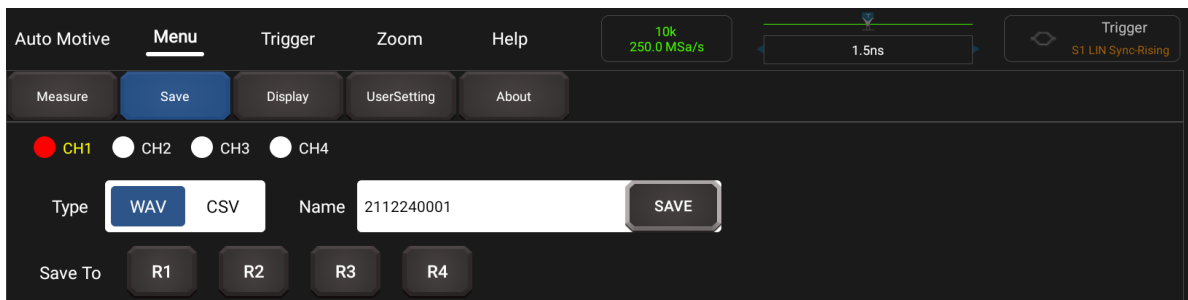 Auto Motive Menu Trigger Zoom Help
10k
250.0 MSa/s
1.5ns
Trigger
S1 LIN Sync-Rising
Measure Save Display UserSetting About
CH1 CH2 CH3 CH4
Type WAV CSV Name 2112240001 SAVE
Save To R1 R2 R3 R4